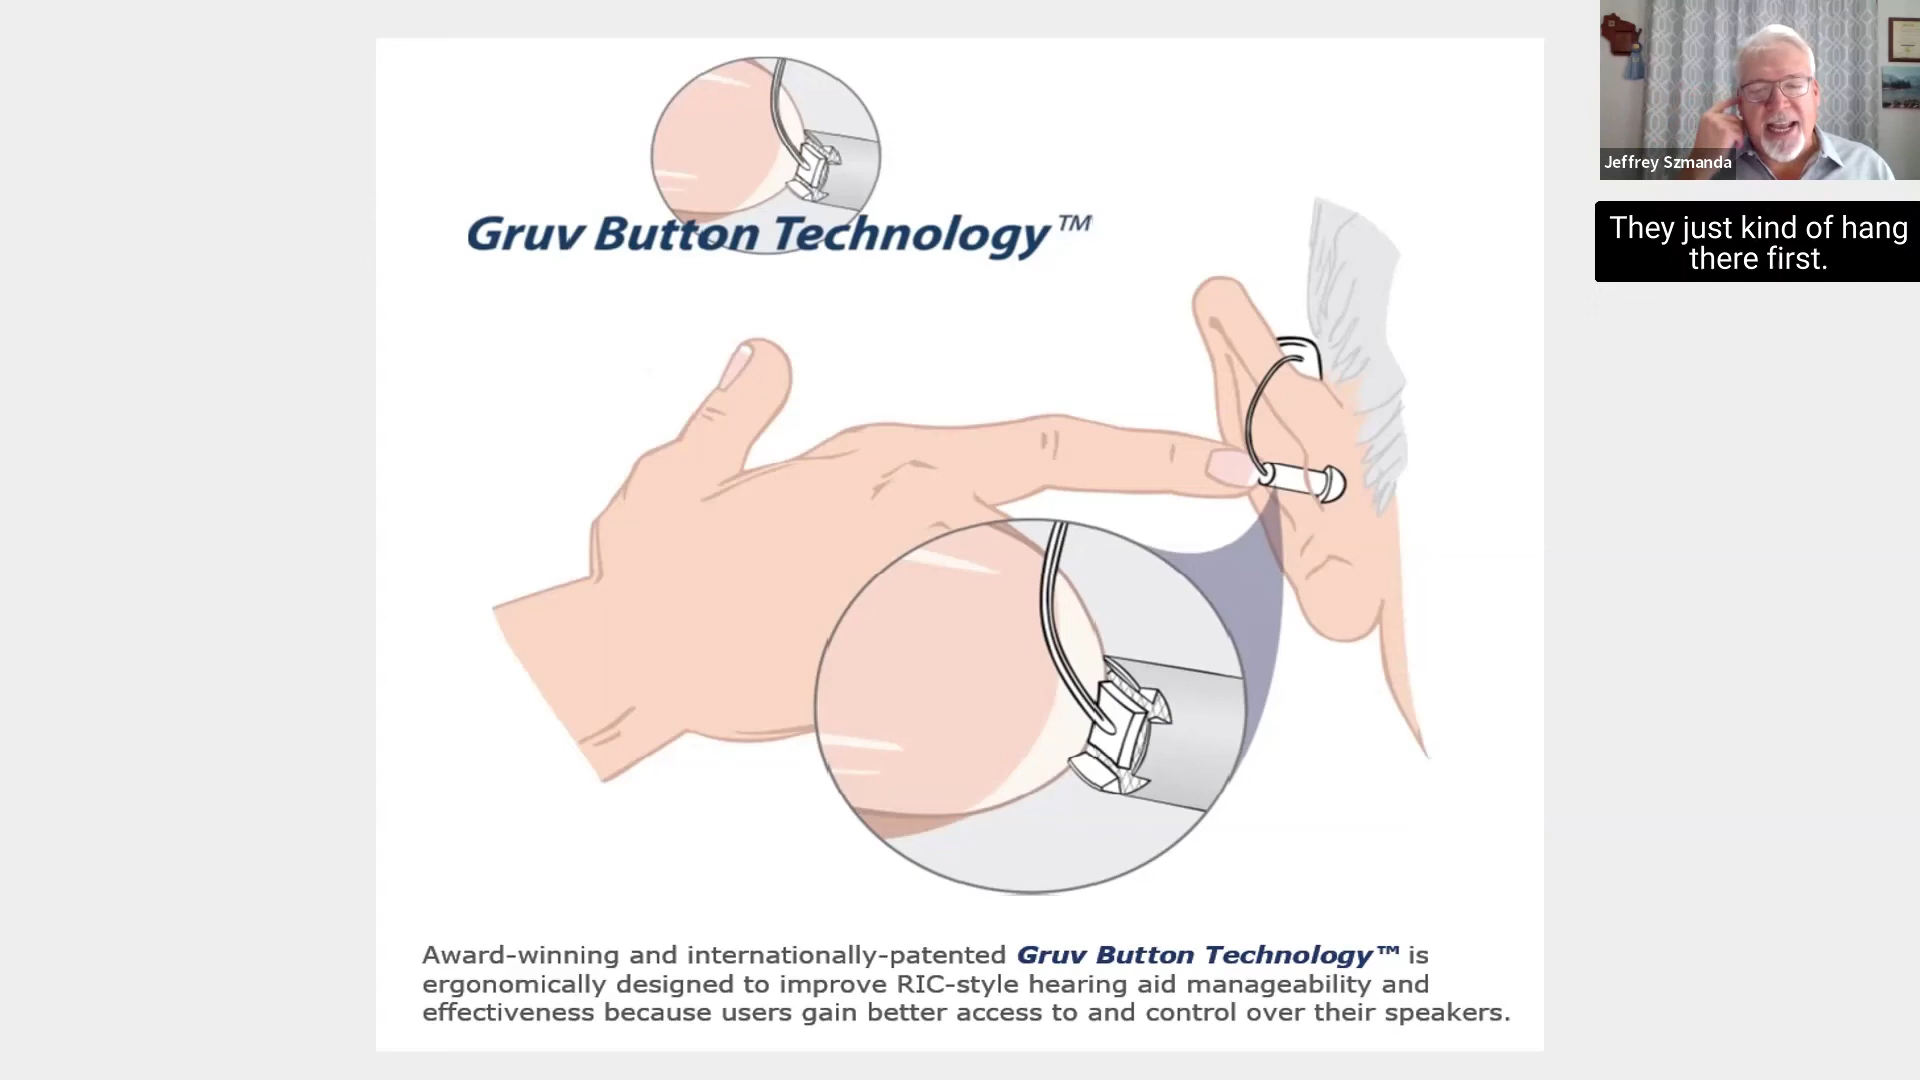 Gruv Button Technology™
Jeffrey Szmanda
They just kind of hang
there first.
Award-winning and internationally-patented Gruv Button Technology™ is
ergonomically designed to improve RIC-style hearing aid manageability and
effectiveness because users gain better access to and control over their speakers.